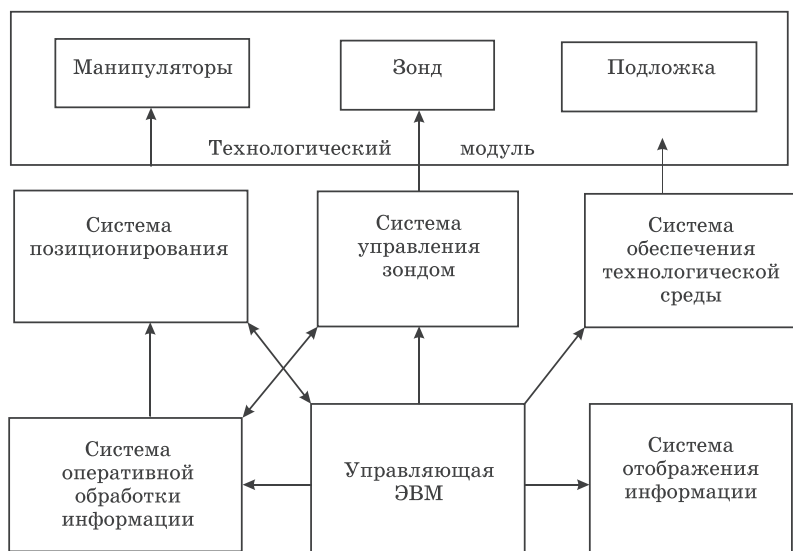 Манипуляторы
Зонд
Подложка
Технологический модуль
Система
позиционирования
Система
управления
зондом
Система
обеспечения
технологической
среды
Система
оперативной
обработки
информации
Управляющая
ЭВМ
Система
отображения
информации